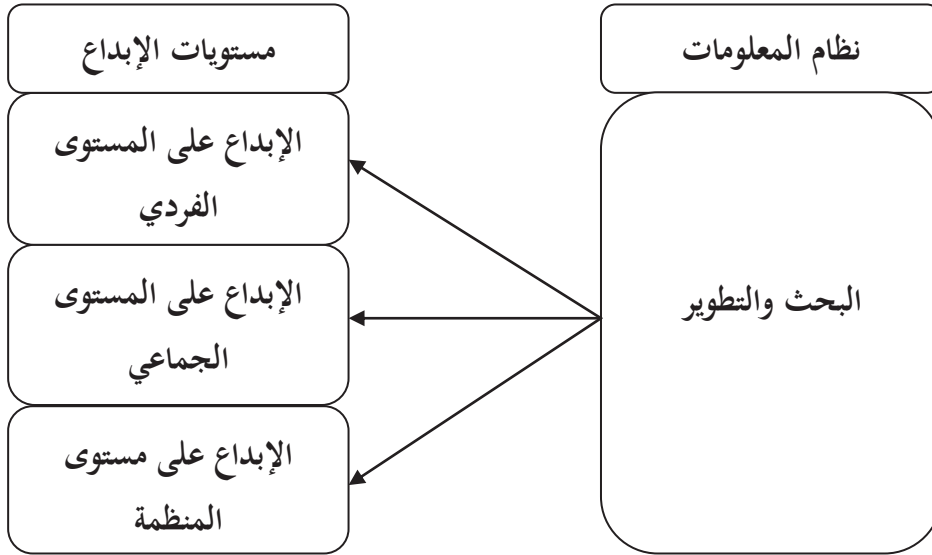 نظام المعلومات
البحث والتطوير
مستويات الإبداع
الإبداع على المستوى
الفردي
الإبداع على المستوى
الجماعي
الإبداع على مستوى
المنظمة